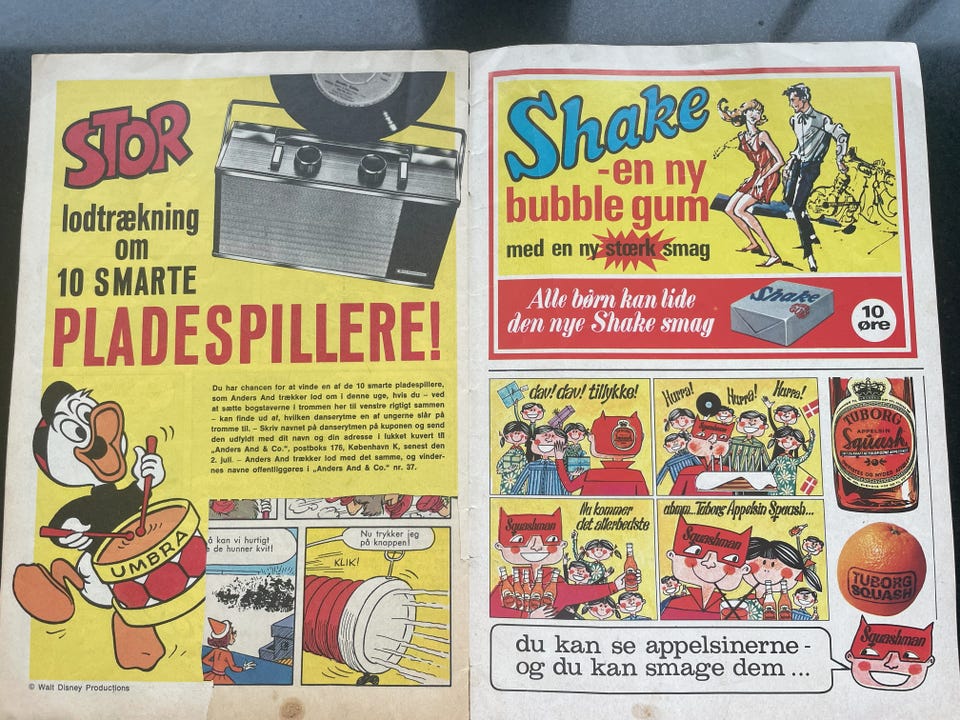 STOR
lodtrækning
om
10 SMARTE
PLADESPILLERE!
Du har chancen for at vinde en af de 10 smarte pladespillere,
som Anders And trækker lod om i denne uge, hvis du – ved
at sætte bogstaverne i trommen her til venstre rigtigt sammen
– kan finde ud af, hvilken danserytme en af ungerne slår på
tromme til. – Skriv navnet på danserytmen på kuponen og send
den udfyldt med dit navn og din adresse i lukket kuvert til
„Anders And & Co.“, postboks 176, København K, senest den
2. juli. – Anders And trækker lod med det samme, og vinder-
nes navne offentliggøres i „Anders And & Co.“ nr. 37.
UMBRA
å kan vi hurtigt
e de hunner kvit!
Nu trykker jeg
på knappen!
KLIK!
© Walt Disney Productions
Shake
-en ny
bubble gum
med en ny stærk smag
Alle børn kan lide
den nye Shake smag
Shake
10
øre
dav! dav! tillykke!
Hurra! Hurra! Hurra!
Squashman
Nu kommer
det allerbedste
Squashman
uhmm..Tuborg Appelsin Squash...
Squashman
TUBORG
APPELSIN
Squash
TUBORG
SQUASH
du kan se appelsinerne -
og du kan smage dem ...
Squashman